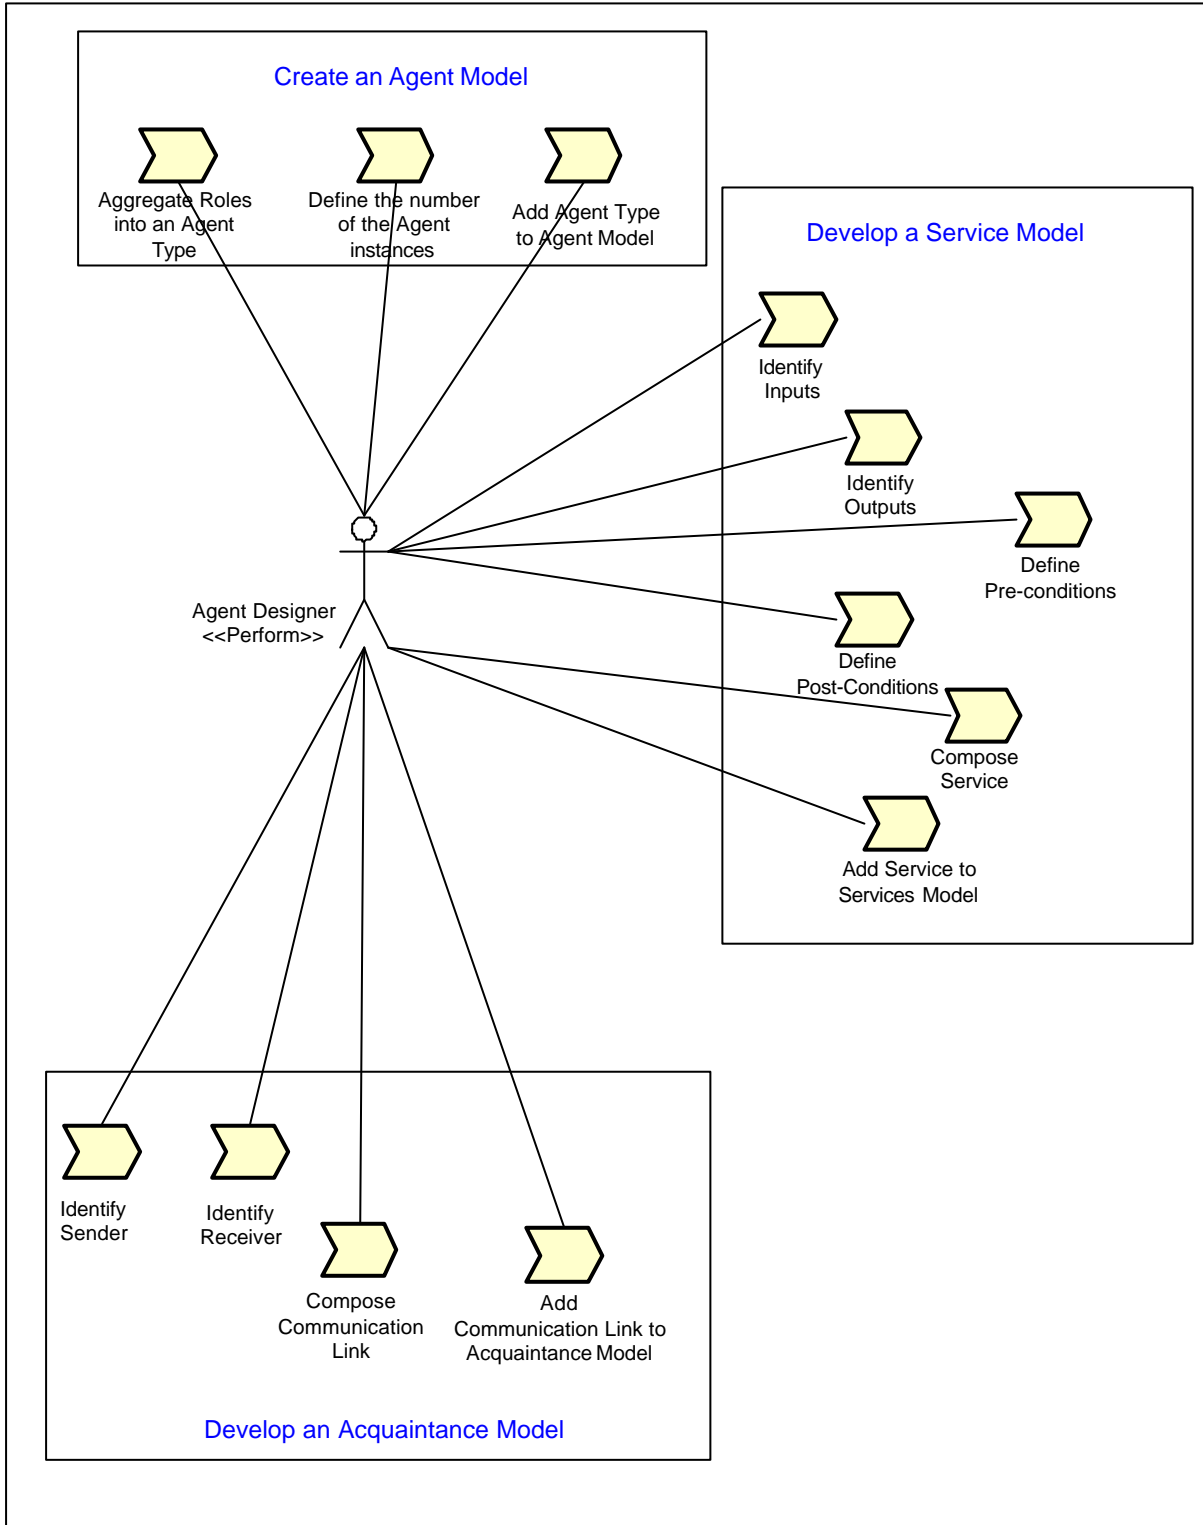 Create an Agent Model
Aggregate Roles
into an Agent
Type
Define the number
of the Agent
instances
Add Agent Type
to Agent Model
Develop a Service Model
Identify
Inputs
Identify
Outputs
Define
Pre-conditions
Define
Post-Conditions
Compose
Service
Add Service to
Services Model
Agent Designer
<<Perform>>
Identify
Sender
Identify
Receiver
Compose
Communication
Link
Add
Communication Link to
Acquaintance Model
Develop an Acquaintance Model